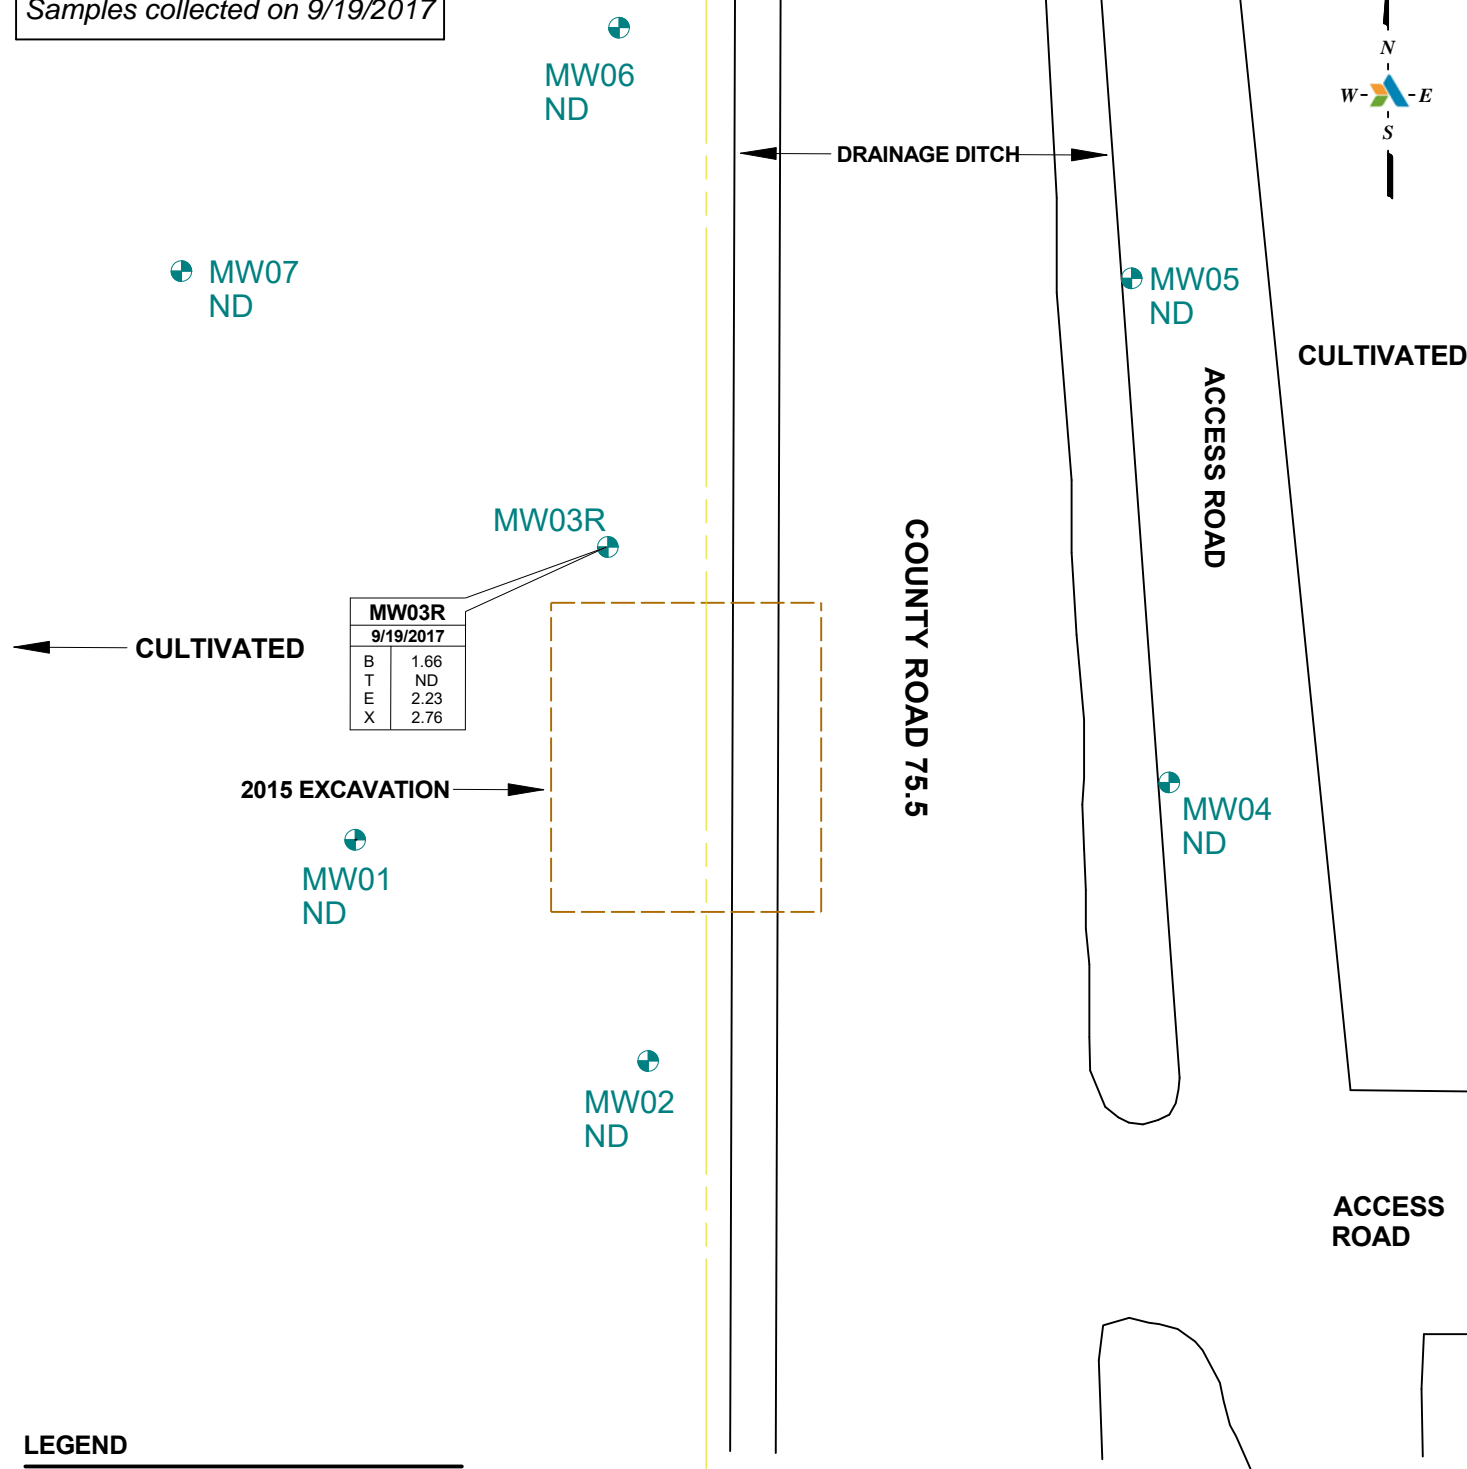 Samples collected on 9/19/2017
MW06
ND
N
W
E
S
DRAINAGE DITCH
MW07
ND
MW05
ND
CULTIVATED
ACCESS ROAD
MW03R
COUNTY ROAD 75.5
MW03R
9/19/2017
B 1.66
T ND
E 2.23
X 2.76
CULTIVATED
2015 EXCAVATION
MW04
ND
MW01
ND
MW02
ND
ACCESS
ROAD
LEGEND